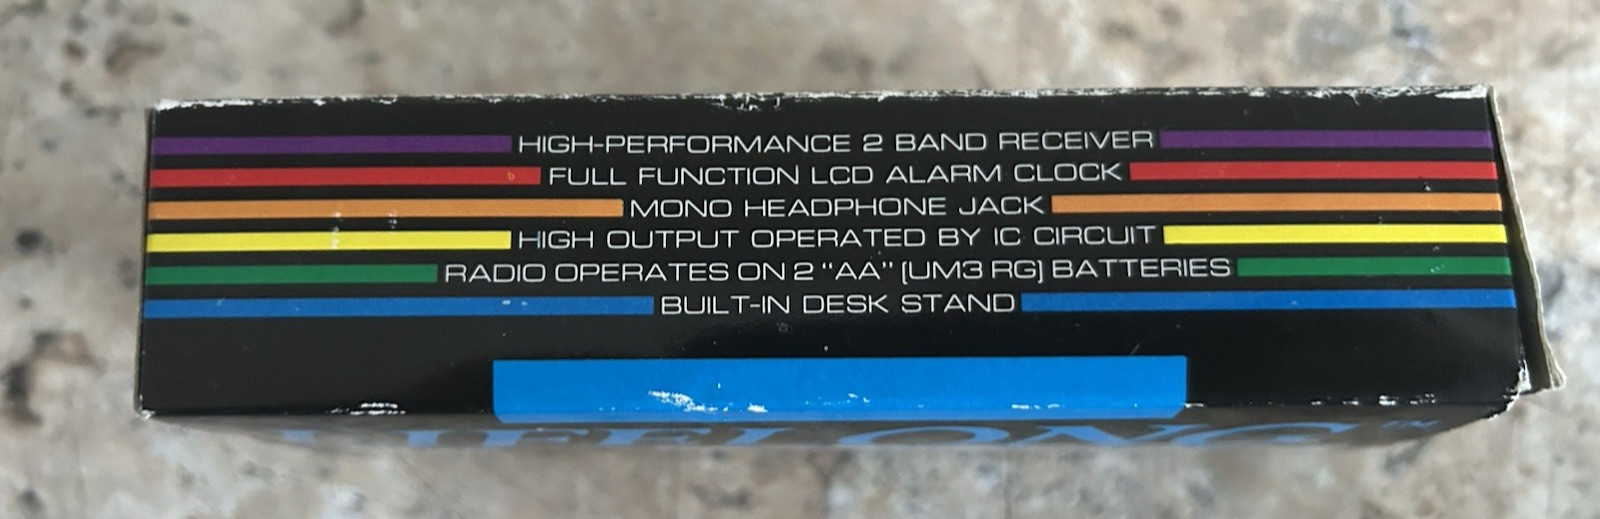 HIGH-PERFORMANCE 2 BAND RECEIVER
FULL FUNCTION LCD ALARM CLOCK
MONO HEADPHONE JACK
HIGH OUTPUT OPERATED BY IC CIRCUIT
RADIO OPERATES ON 2 “AA” [UM3 RG] BATTERIES
BUILT-IN DESK STAND
LIFELONG™